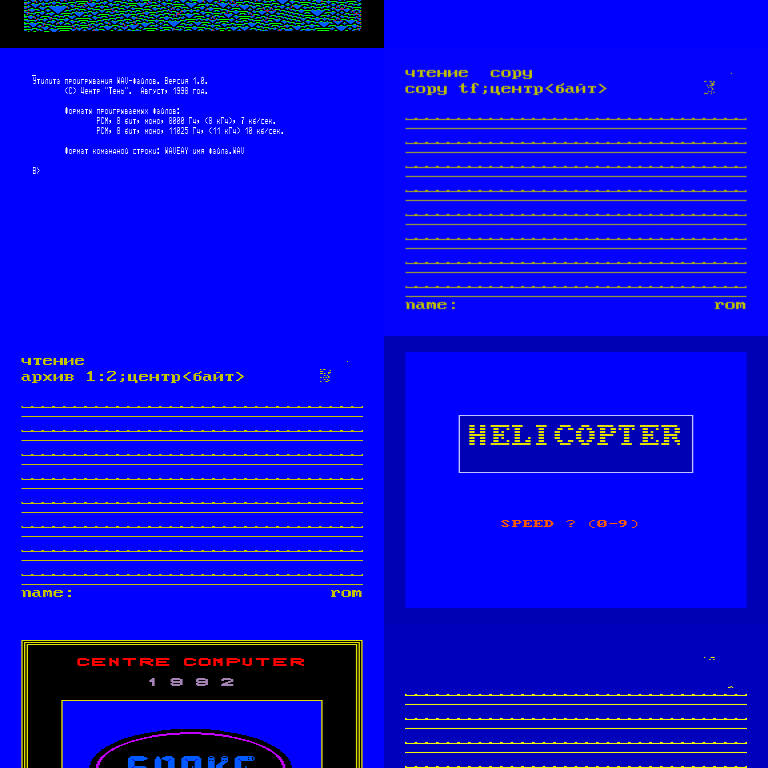 Утилита проигрывания WAV-файлов. Версия 1.0.
(C) Центр "Тень". Август, 1998 год.
Форматы проигрываемых файлов:
PCM, 8 бит, моно, 8000 Гц, (8 кГц), 7 кб/сек.
PCM, 8 бит, моно, 11025 Гц, (11 кГц) 10 кб/сек.
Формат командной строки: WAVEAY имя файла.WAV
B>
чтение copy
copy tf;центр<байт>
name: rom
чтение
архив 1:2;центр<байт>
name: rom
HELICOPTER
SPEED ? (0-9)
CENTRE COMPUTER
1992